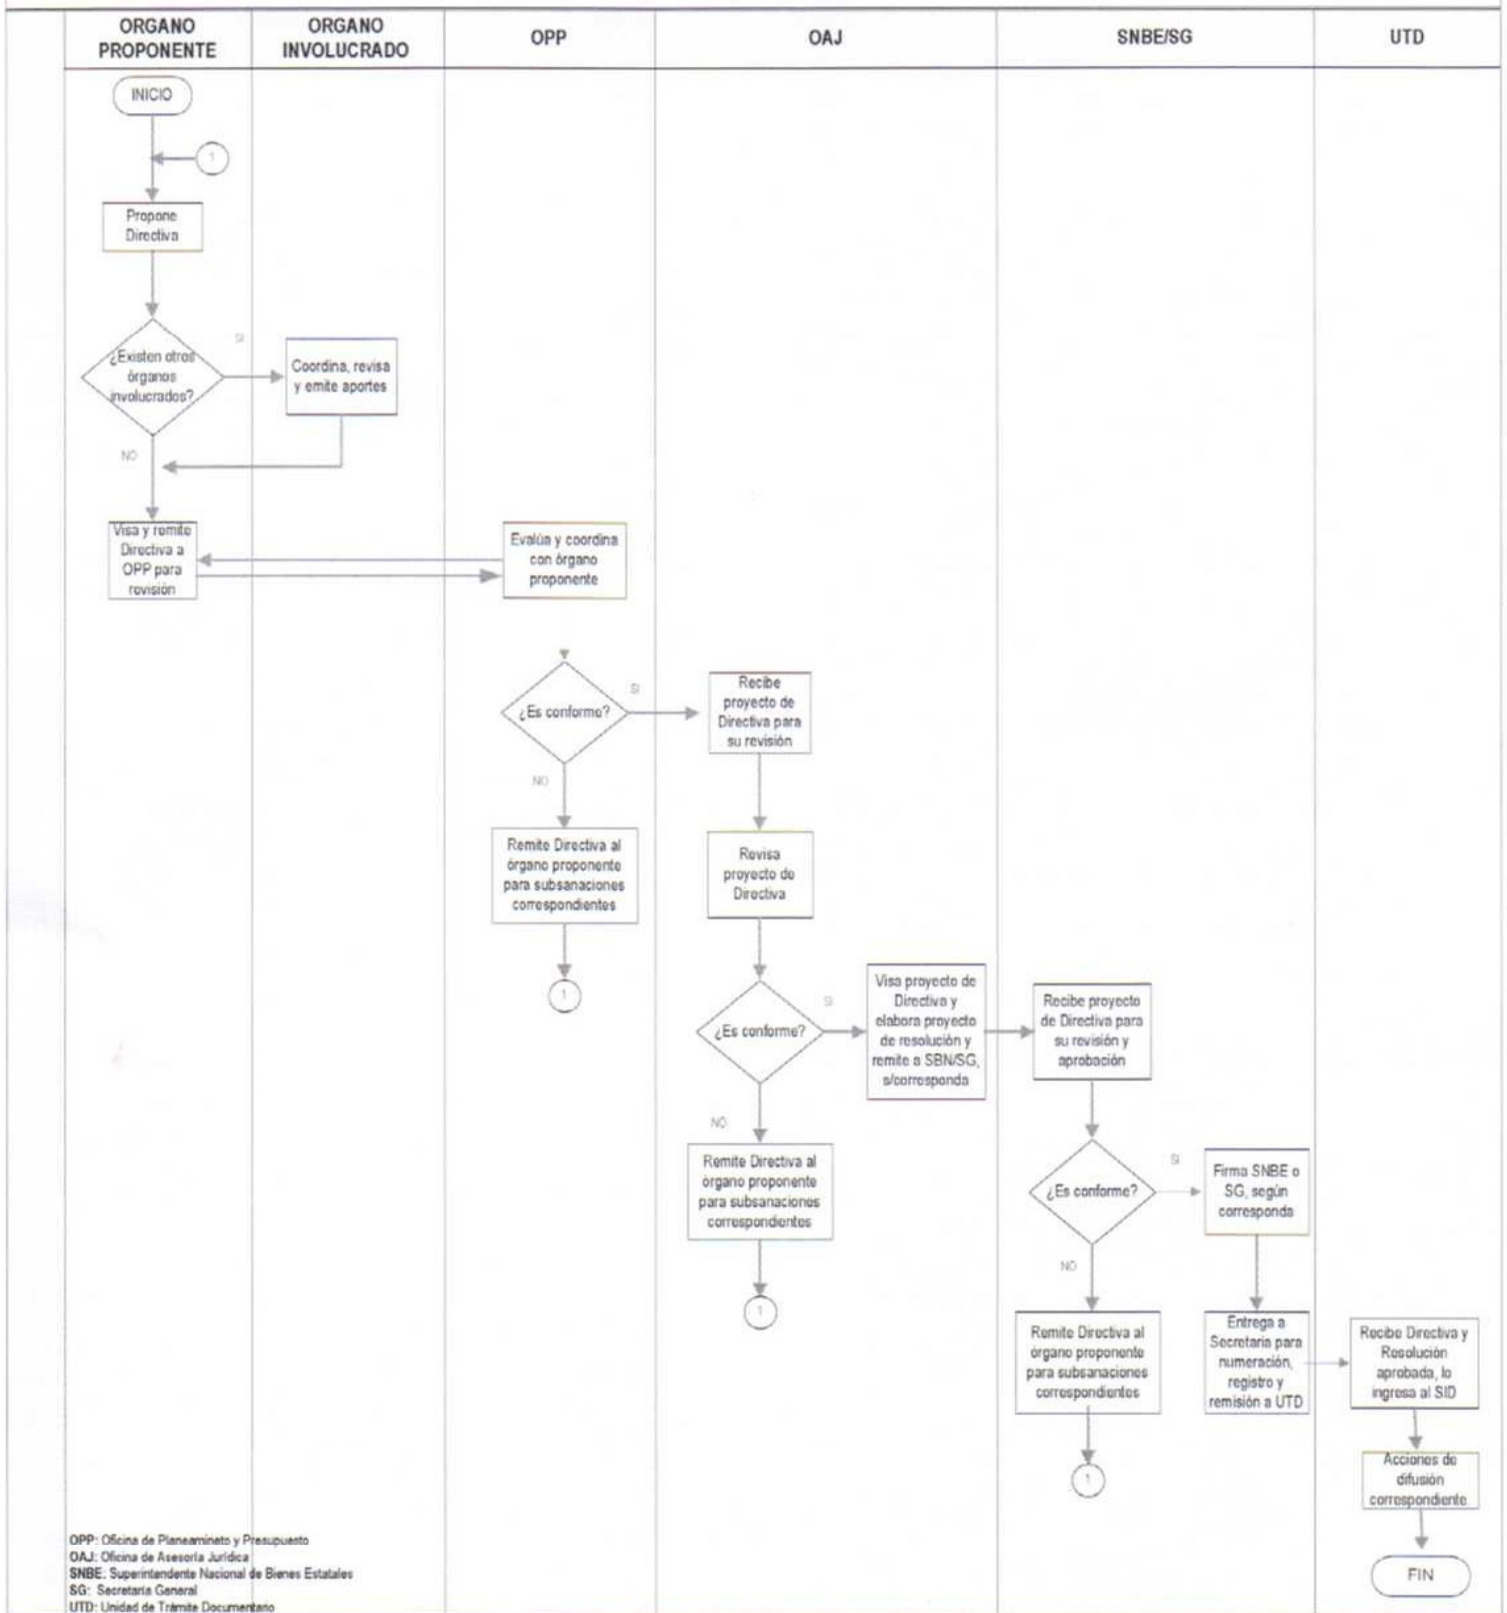 ORGANO
PROPONENTE
ORGANO
INVOLUCRADO
OPP
OAJ
SNBE/SG
UTD
INICIO
1
Propone
Directiva
¿Existen otros
órganos
involucrados?
SI
Coordina, revisa
y emite aportes
NO
Visa y remite
Directiva a
OPP para
revisión
Evalúa y coordina
con órgano
proponente
¿Es conforme?
SI
Recibe
proyecto de
Directiva para
su revisión
NO
Remite Directiva al
órgano proponente
para subsanaciones
correspondientes
1
Revisa
proyecto de
Directiva
¿Es conforme?
SI
Visa proyecto de
Directiva y
elabora proyecto
de resolución y
remite a SBN/SG,
s/corresponda
Recibe proyecto
de Directiva para
su revisión y
aprobación
NO
Remite Directiva al
órgano proponente
para subsanaciones
correspondientes
1
¿Es conforme?
SI
Firma SNBE o
SG, según
corresponda
NO
Remite Directiva al
órgano proponente
para subsanaciones
correspondientes
1
Entrega a
Secretaria para
numeración,
registro y
remisión a UTD
Recibe Directiva y
Resolución
aprobada, lo
ingresa al SID
Acciones de
difusión
correspondiente
FIN
OPP: Oficina de Planeamineto y Presupuesto
OAJ: Oficina de Asesoría Jurídica
SNBE: Superintendente Nacional de Bienes Estatales
SG: Secretaría General
UTD: Unidad de Trámite Documentario